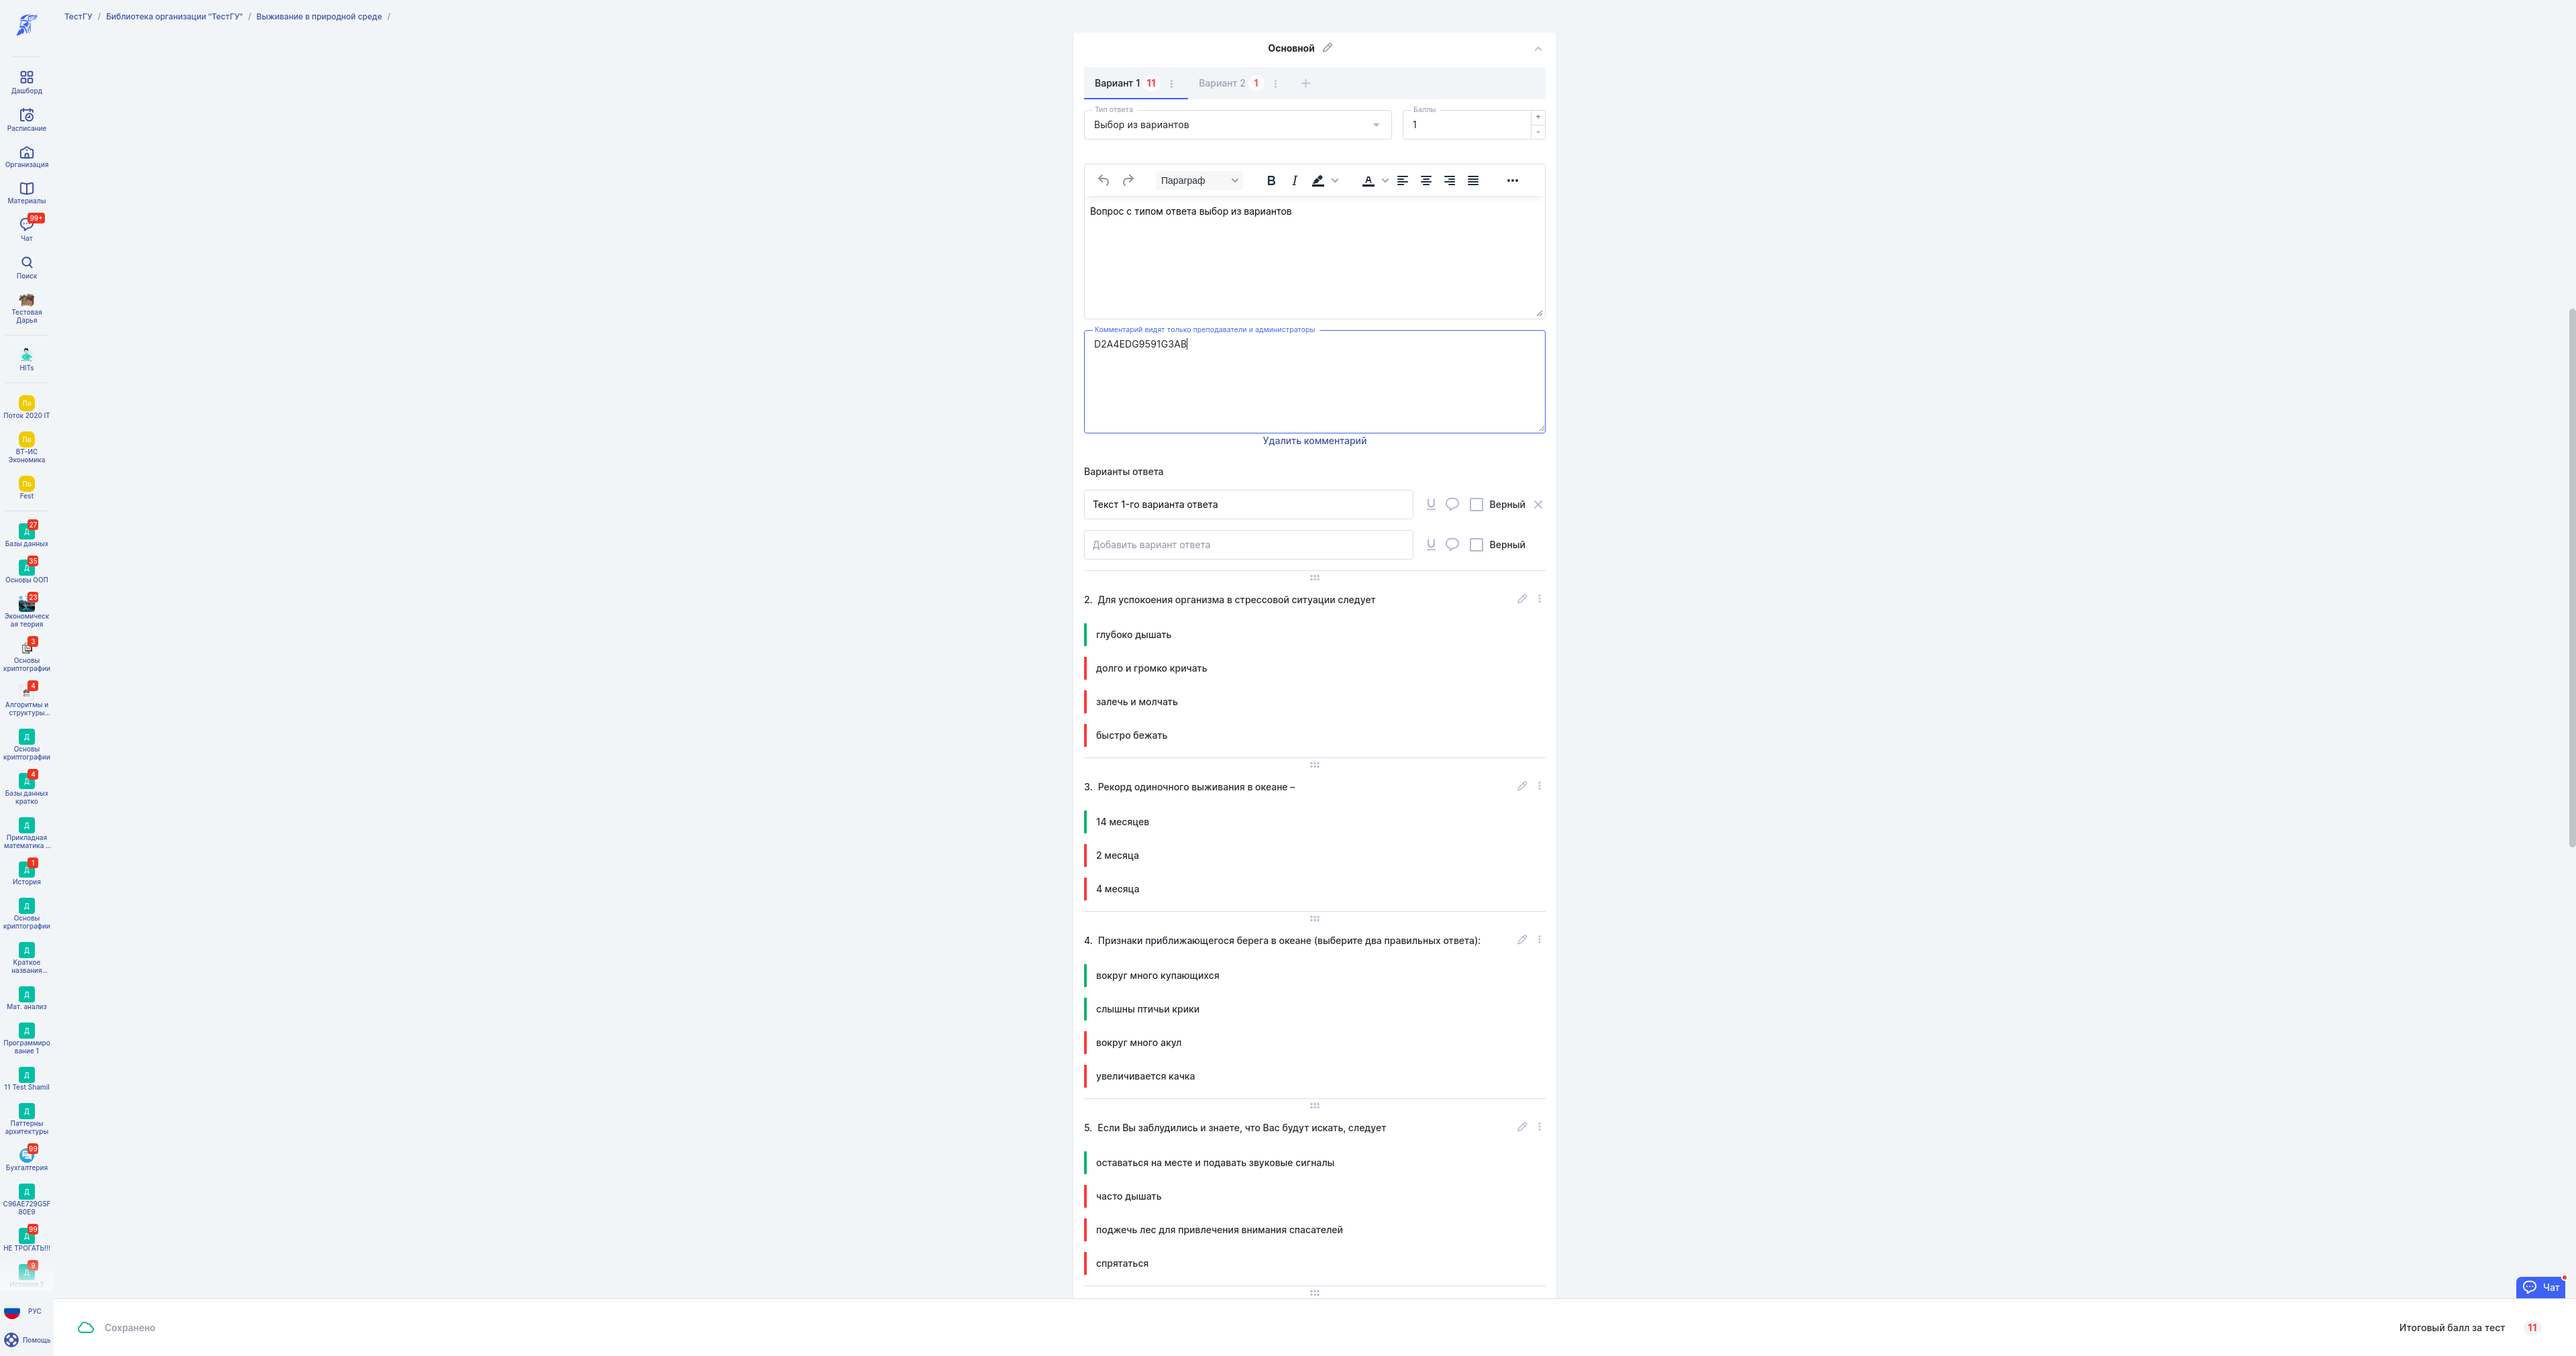 ТестГУ / Библиотека организации "ТестГУ" / Выживание в природной среде /
Дашборд
Расписание
Организация
Материалы
99+
Чат
Поиск
Тестовая
Дарья
HITs
По
Поток 2020 IT
По
ВТ-ИС
Экономика
По
Fest
27
Д
Базы данных
35
Д
Основы ООП
23
Экономическ
ая теория
3
Основы
криптографии
4
Алгоритмы и
структуры...
Д
Основы
криптографии
4
Д
Базы данных
кратко
Д
Прикладная
математика ...
1
Д
История
Д
Основы
криптографии
Д
Краткое
названия...
Д
Мат. анализ
Д
Программиро
вание 1
Д
11 Test Shamil
Д
Паттерны
архитектуры
99
Бухгалтерия
Д
C96AE729G5F
80E9
99
Д
НЕ ТРОГАТЬ!!!
9
Д
История 2
РУС
Помощь
Основной
Вариант 1 11 Вариант 2 1 +
Тип ответа
Выбор из вариантов
Баллы
1
+
-
Параграф B I A
Вопрос с типом ответа выбор из вариантов
Комментарий видят только преподаватели и администраторы
D2A4EDG9591G3AB
Удалить комментарий
Варианты ответа
Текст 1-го варианта ответа U Верный
Добавить вариант ответа U Верный
2. Для успокоения организма в стрессовой ситуации следует
глубоко дышать
долго и громко кричать
залечь и молчать
быстро бежать
3. Рекорд одиночного выживания в океане –
14 месяцев
2 месяца
4 месяца
4. Признаки приближающегося берега в океане (выберите два правильных ответа):
вокруг много купающихся
слышны птичьи крики
вокруг много акул
увеличивается качка
5. Если Вы заблудились и знаете, что Вас будут искать, следует
оставаться на месте и подавать звуковые сигналы
часто дышать
поджечь лес для привлечения внимания спасателей
спрятаться
Чат
Сохранено
Итоговый балл за тест 11